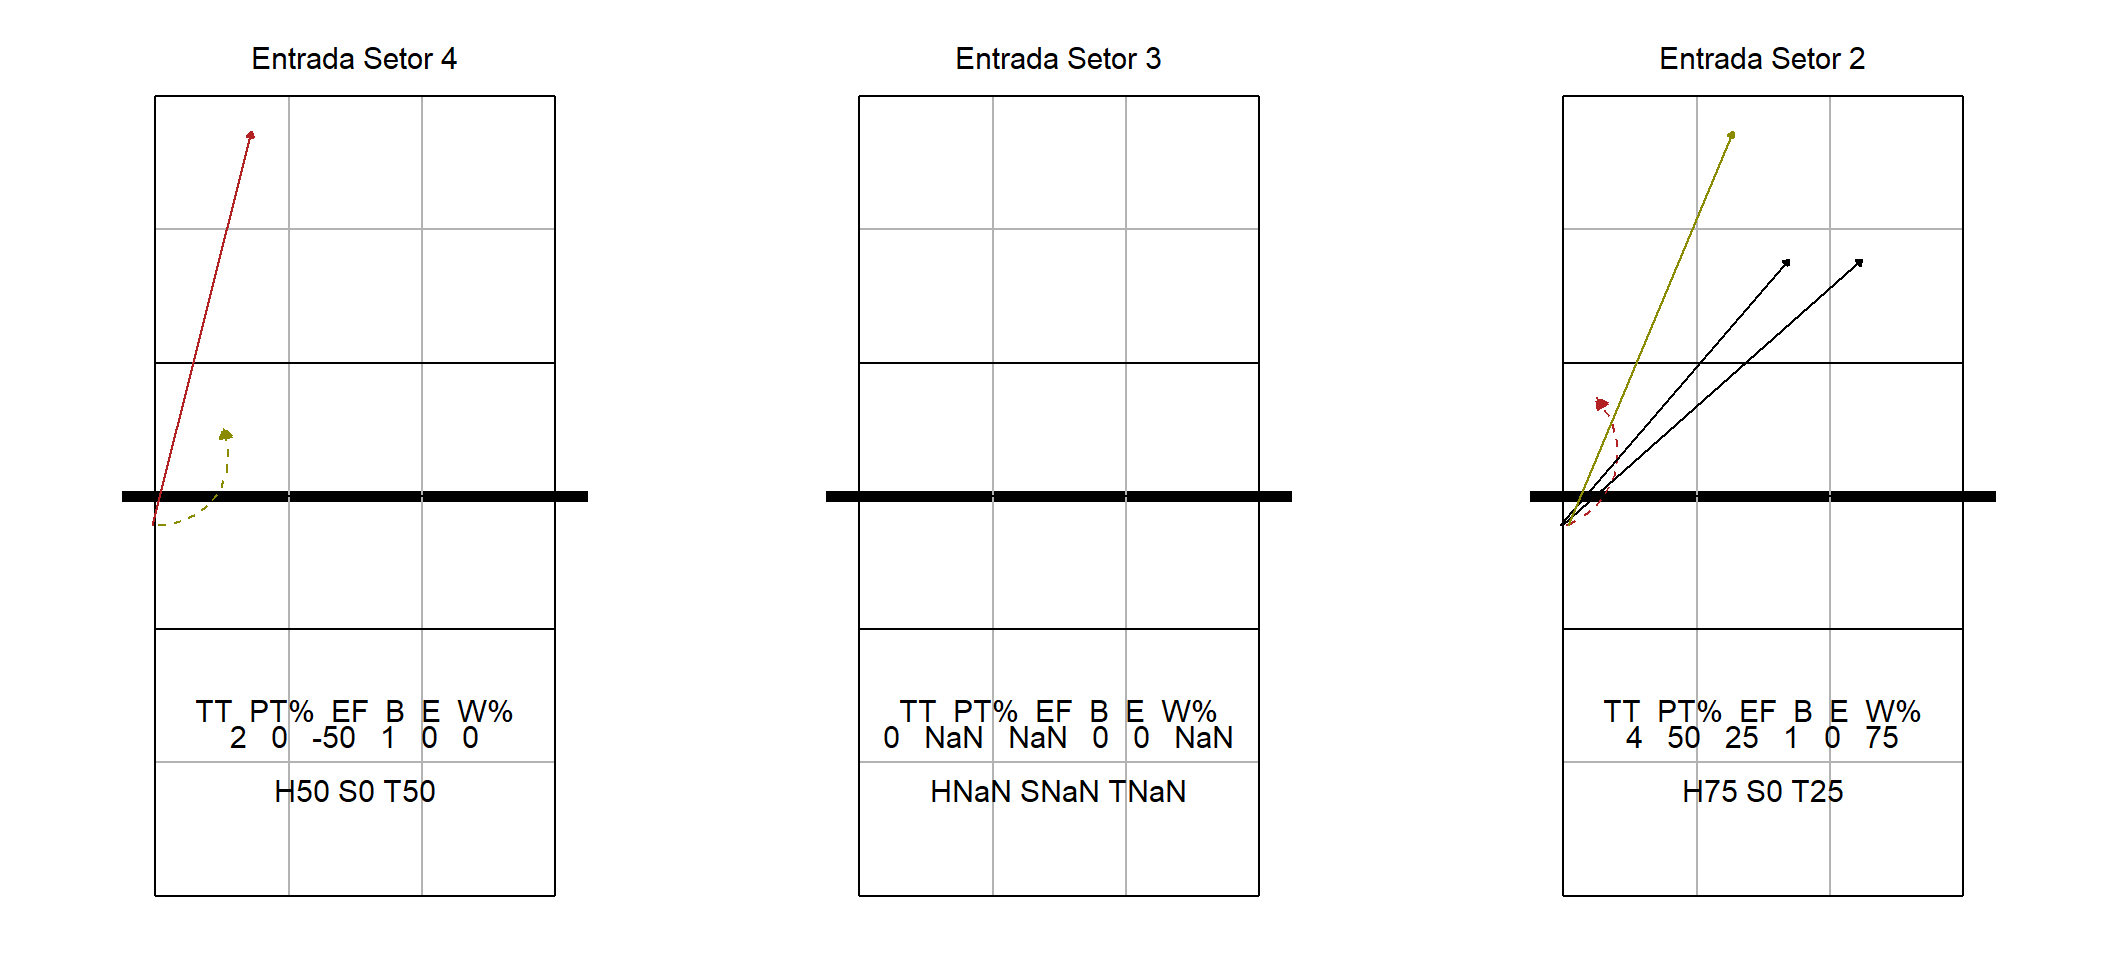 Entrada Setor 4
TT PT% EF B E W%
2 0 -50 1 0 0
H50 S0 T50
Entrada Setor 3
TT PT% EF B E W%
0 NaN NaN 0 0 NaN
HNaN SNaN TNaN
Entrada Setor 2
TT PT% EF B E W%
4 50 25 1 0 75
H75 S0 T25